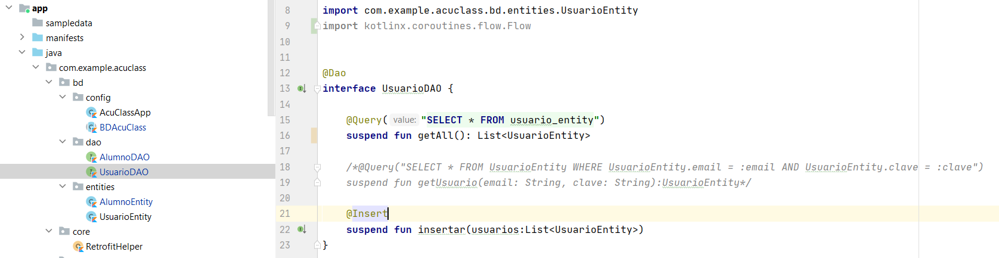 app
sampledata
manifests
java
com.example.acuclass
bd
config
AcuClassApp
BDAcuClass
dao
AlumnoDAO
UsuarioDAO
entities
AlumnoEntity
UsuarioEntity
core
RetrofitHelper
8 import com.example.acuclass.bd.entities.UsuarioEntity
9 import kotlinx.coroutines.flow.Flow
10
11
12 @Dao
13 interface UsuarioDAO {
14
15 @Query( value: "SELECT * FROM usuario_entity")
16 suspend fun getAll(): List<UsuarioEntity>
17
18 /*@Query("SELECT * FROM UsuarioEntity WHERE UsuarioEntity.email = :email AND UsuarioEntity.clave = :clave")
19 suspend fun getUsuario(email: String, clave: String):UsuarioEntity*/
20
21 @Insert
22 suspend fun insertar(usuarios:List<UsuarioEntity>)
23 }